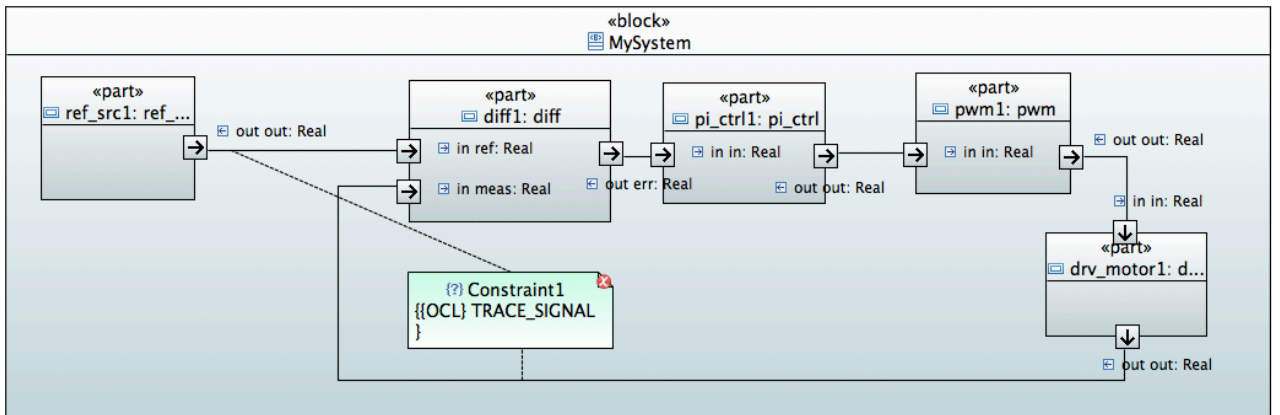 «block»
MySystem
«part»
ref_src1: ref_...
out out: Real
«part»
diff1: diff
in ref: Real
in meas: Real
out err: Real
«part»
pi_ctrl1: pi_ctrl
in in: Real
out out: Real
«part»
pwm1: pwm
in in: Real
out out: Real
in in: Real
«part»
drv_motor1: d...
out out: Real
{?} Constraint1
{{OCL} TRACE_SIGNAL
}